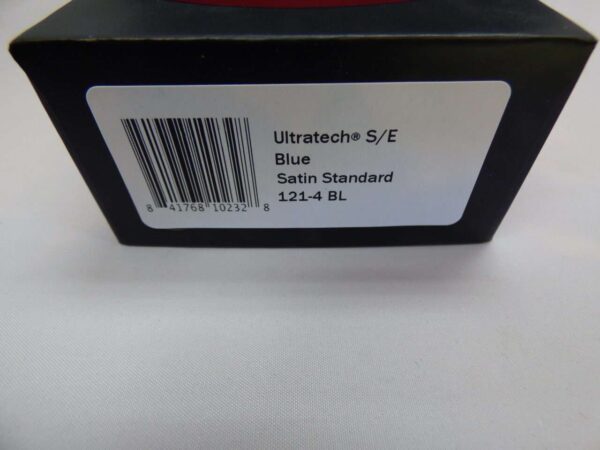 Ultratech® S/E
Blue
Satin Standard
121-4 BL
8 41768 10232 8